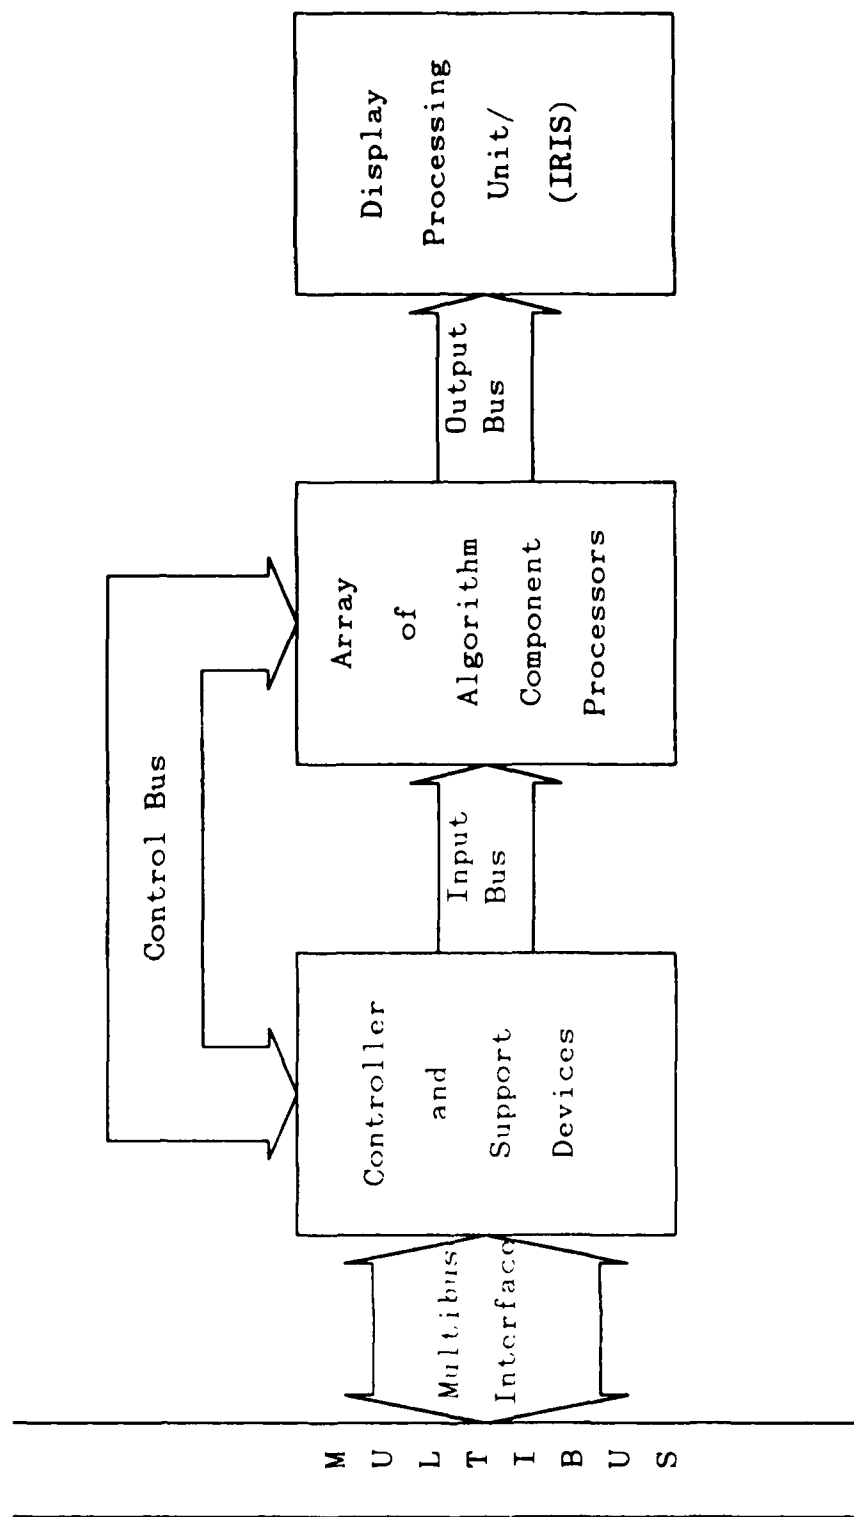 MULTIBUS
Multibus
Interface
Controller
and
Support
Devices
Control Bus
Input
Bus
Array
of
Algorithm
Component
Processors
Output
Bus
Display
Processing
Unit/
(IRIS)